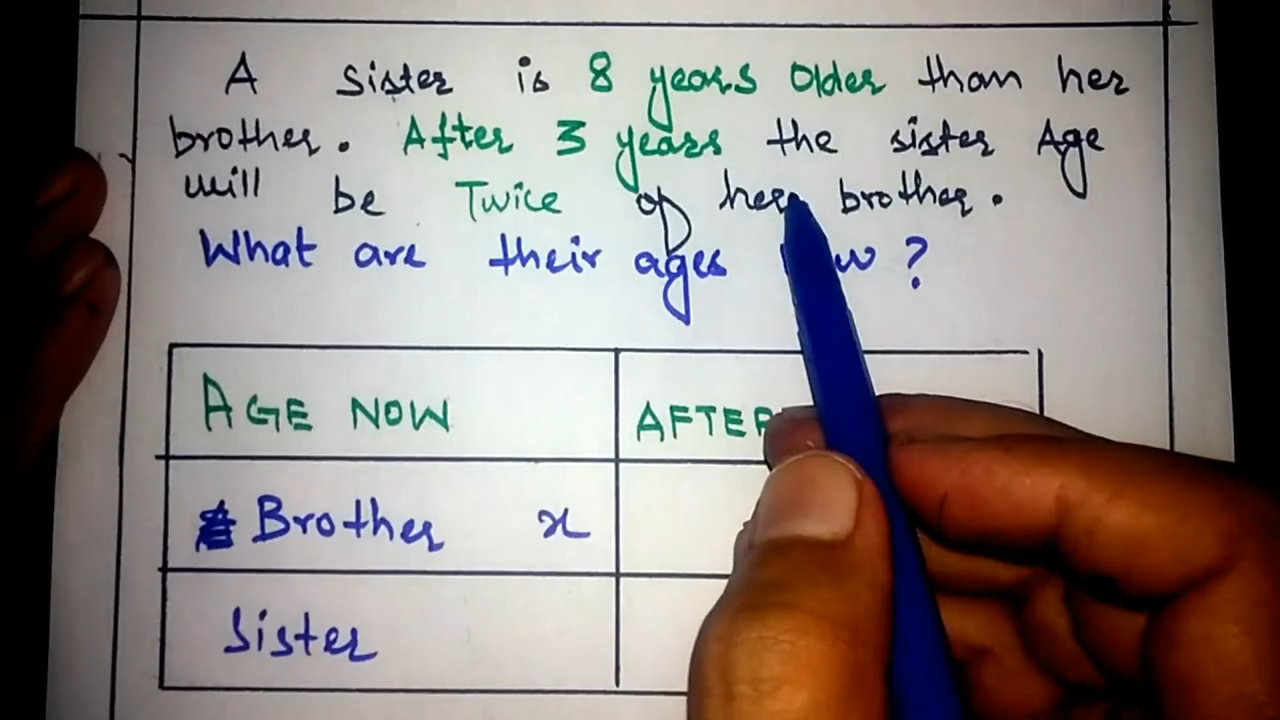 A sister is 8 years Older than her
brother. After 3 years the sister Age
will be Twice of her brother.
What are their ages ?
AGE NOW AFTER
Brother x
Sister